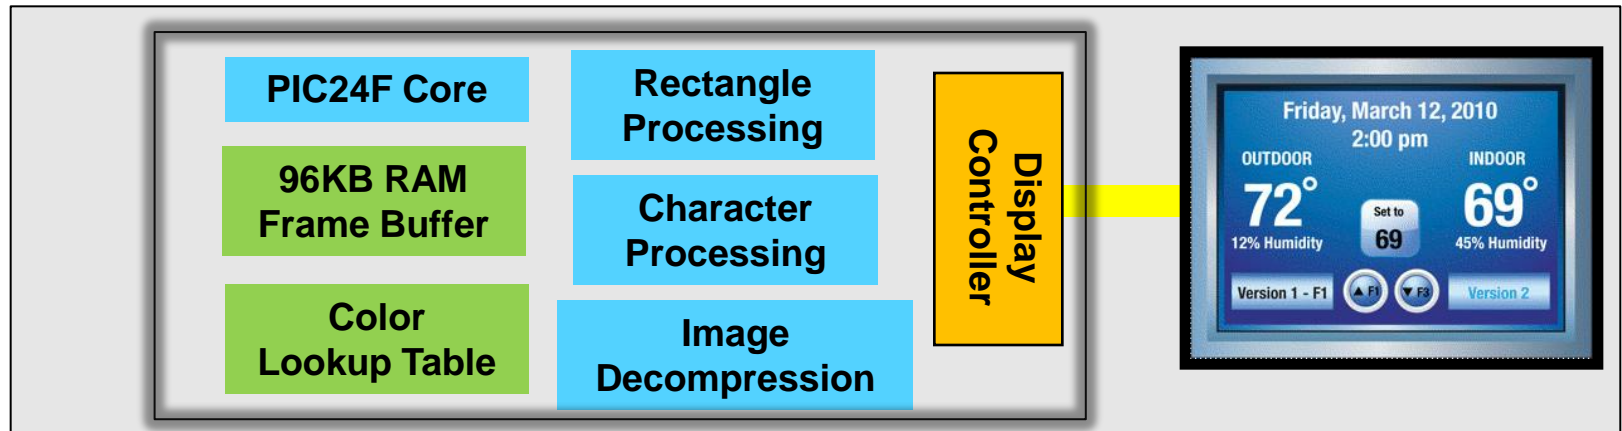 PIC24F Core
96KB RAM
Frame Buffer
Color
Lookup Table
Rectangle
Processing
Character
Processing
Image
Decompression
Display
Controller
Friday, March 12, 2010
2:00 pm
OUTDOOR
72°
12% Humidity
Set to
69
INDOOR
69°
45% Humidity
Version 1 - F1
▲ F1
▼ F3
Version 2